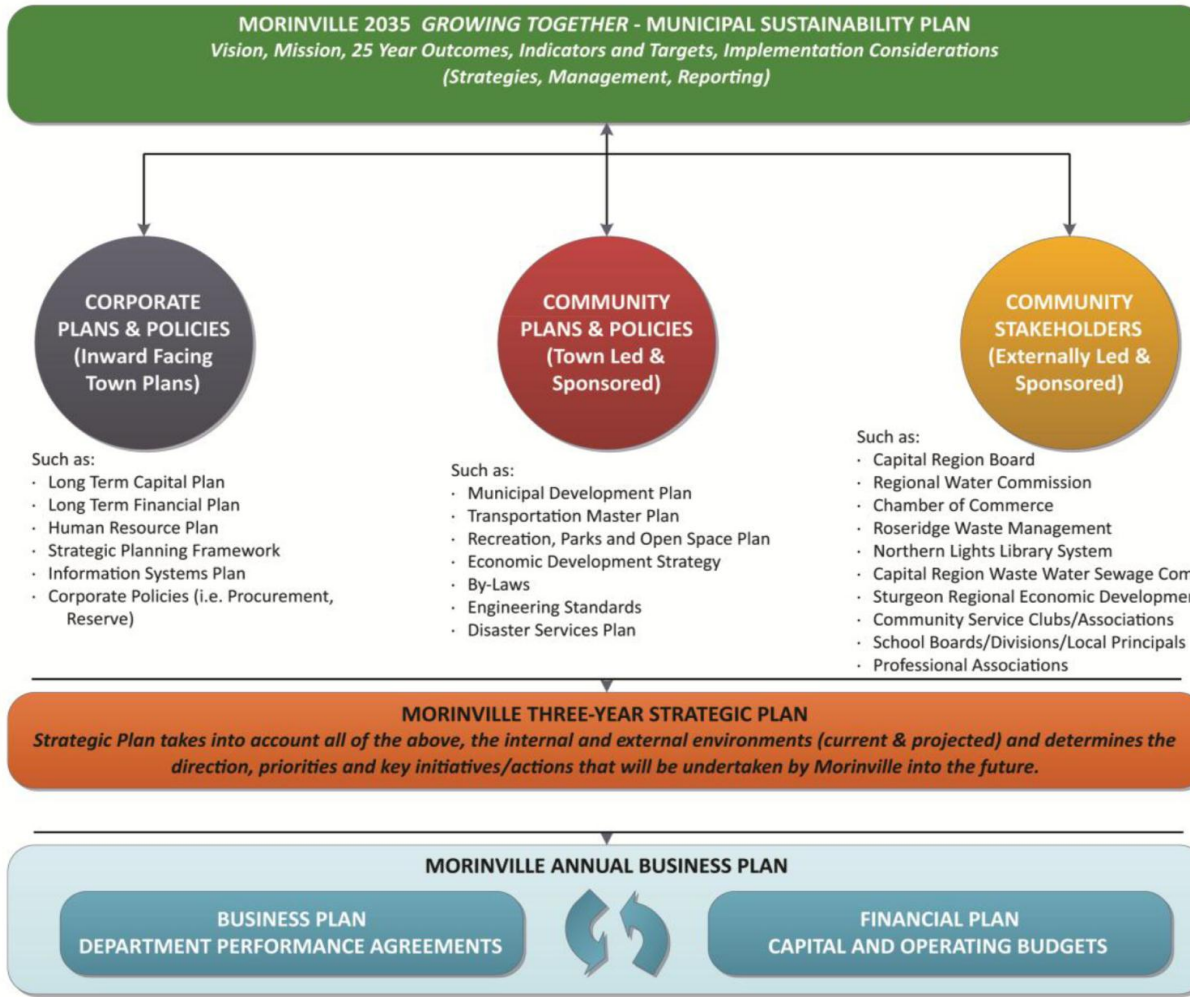 MORINVILLE 2035 GROWING TOGETHER - MUNICIPAL SUSTAINABILITY PLAN
Vision, Mission, 25 Year Outcomes, Indicators and Targets, Implementation Considerations
(Strategies, Management, Reporting)
CORPORATE
PLANS & POLICIES
(Inward Facing
Town Plans)
Such as:
· Long Term Capital Plan
· Long Term Financial Plan
· Human Resource Plan
· Strategic Planning Framework
· Information Systems Plan
· Corporate Policies (i.e. Procurement,
Reserve)
COMMUNITY
PLANS & POLICIES
(Town Led &
Sponsored)
Such as:
· Municipal Development Plan
· Transportation Master Plan
· Recreation, Parks and Open Space Plan
· Economic Development Strategy
· By-Laws
· Engineering Standards
· Disaster Services Plan
COMMUNITY
STAKEHOLDERS
(Externally Led &
Sponsored)
Such as:
· Capital Region Board
· Regional Water Commission
· Chamber of Commerce
· Roseridge Waste Management
· Northern Lights Library System
· Capital Region Waste Water Sewage Com
· Sturgeon Regional Economic Developmen
· Community Service Clubs/Associations
· School Boards/Divisions/Local Principals
· Professional Associations
MORINVILLE THREE-YEAR STRATEGIC PLAN
Strategic Plan takes into account all of the above, the internal and external environments (current & projected) and determines the
direction, priorities and key initiatives/actions that will be undertaken by Morinville into the future.
MORINVILLE ANNUAL BUSINESS PLAN
BUSINESS PLAN
DEPARTMENT PERFORMANCE AGREEMENTS
FINANCIAL PLAN
CAPITAL AND OPERATING BUDGETS